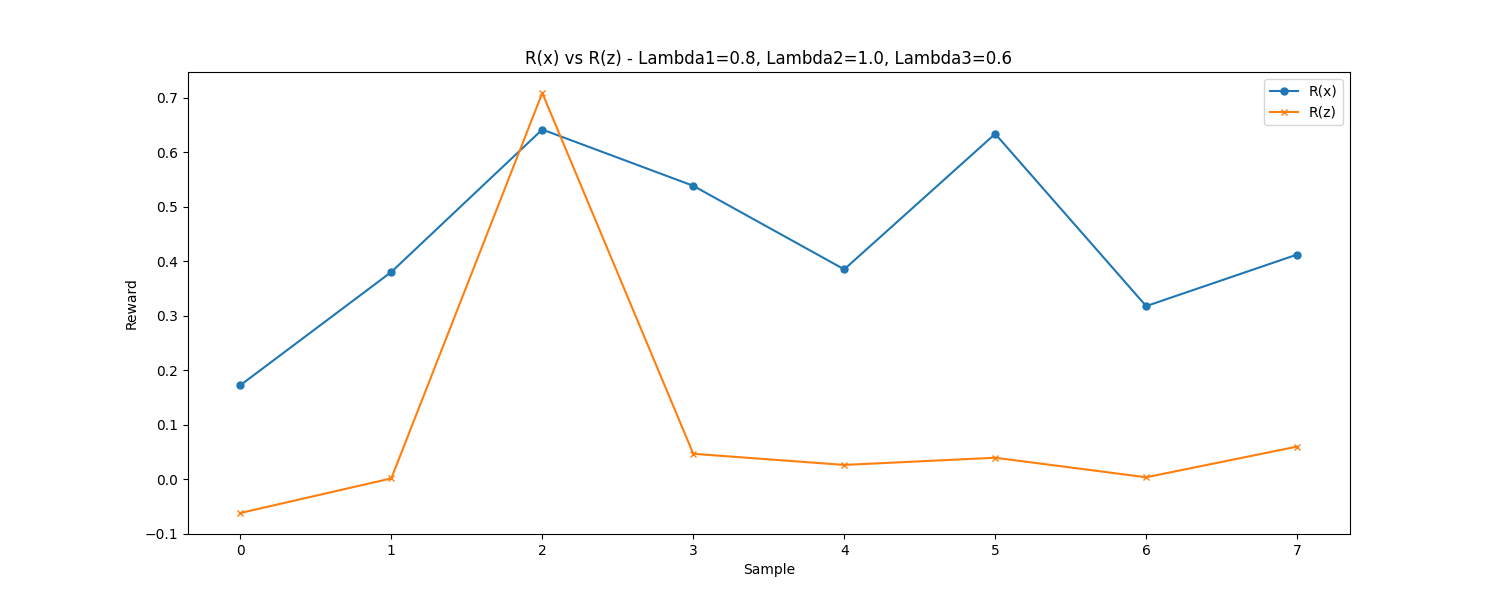 R(x) vs R(z) - Lambda1=0.8, Lambda2=1.0, Lambda3=0.6
R(x)
R(z)
0.7
0.6
0.5
0.4
0.3
0.2
0.1
0.0
−0.1
Reward
0 1 2 3 4 5 6 7
Sample